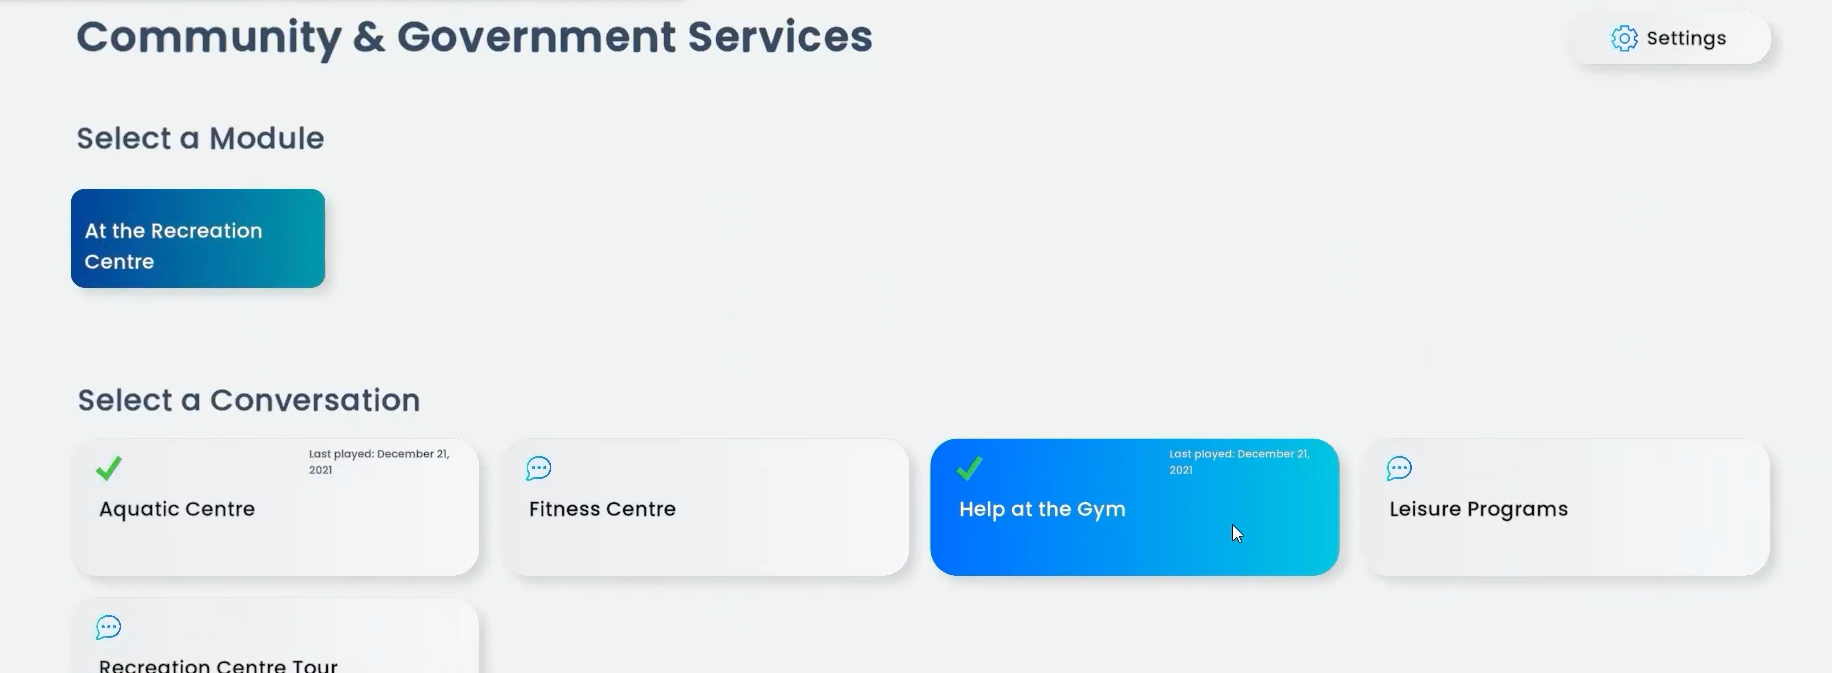 Community & Government Services
Settings
Select a Module
At the Recreation
Centre
Select a Conversation
Last played: December 21,
2021
Aquatic Centre
Fitness Centre
Last played: December 21,
2021
Help at the Gym
Leisure Programs
Recreation Centre Tour